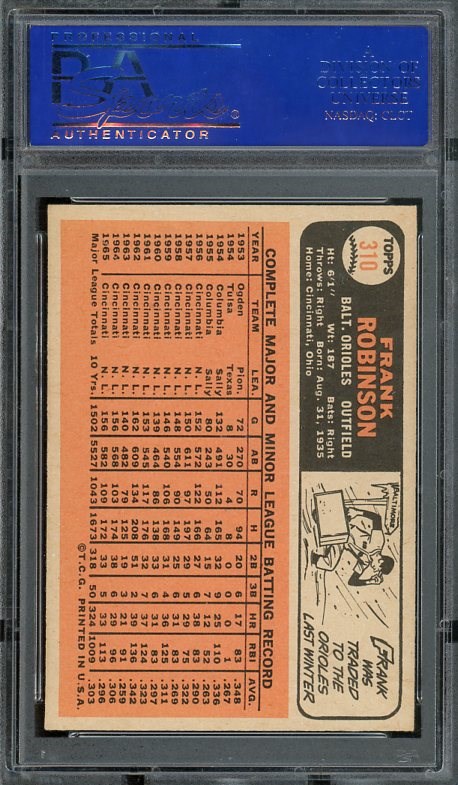 PROFESSIONAL
PSA
Sports©
AUTHENTICATOR
A
DIVISION OF
COLLECTORS
UNIVERSE
NASDAQ: CLCT
TOPPS
310
FRANK
ROBINSON
BALT. ORIOLES OUTFIELD
Ht: 6'1" Wt: 187 Bats: Right
Throws: Right Born: Aug. 31, 1935
Home: Cincinnati, Ohio
BALTIMORE
FRANK
WAS
TRADED
TO THE
ORIOLES
LAST WINTER
COMPLETE MAJOR AND MINOR LEAGUE BATTING RECORD
YEAR TEAM LEA. G AB R H 2B 3B HR RBI AVG.
1953 Ogden Pion. 72 270 70 94 20 6 17 83 .348
1954 Tulsa Texas 8 30 4 8 0 0 0 1 .267
1954 Columbia Sally 132 491 112 165 32 9 25 110 .336
1955 Columbia Sally 80 243 50 64 15 7 12 52 .263
1956 Cincinnati N. L. 152 572 122 166 27 6 38 83 .290
1957 Cincinnati N. L. 150 611 97 197 29 5 29 75 .322
1958 Cincinnati N. L. 148 554 90 149 25 6 31 83 .269
1959 Cincinnati N. L. 146 540 106 168 31 4 36 125 .311
1960 Cincinnati N. L. 139 464 86 138 33 6 31 83 .297
1961 Cincinnati N. L. 153 545 117 176 32 7 37 124 .323
1962 Cincinnati N. L. 162 609 134 208 51 2 39 136 .342
1963 Cincinnati N. L. 140 482 79 125 19 3 21 91 .259
1964 Cincinnati N. L. 156 568 103 174 38 6 29 96 .306
1965 Cincinnati N. L. 156 582 109 172 33 5 33 113 .296
Major League Totals 10 Yrs. 1502 5527 1043 1673 318 50 324 1009 .303
©T.C.G. PRINTED IN U.S.A.